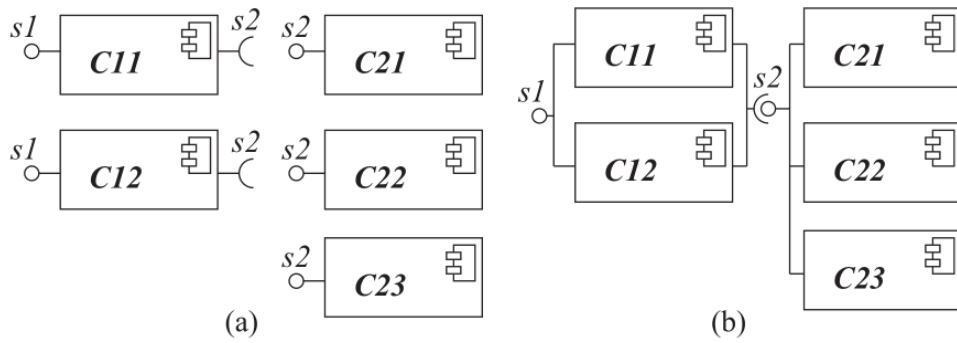 s1 C11 s2 s2 C21
s1 C12 s2 s2 C22
s2 C23
(a)
C11 C21
s1 s2
C12 C22
C23
(b)